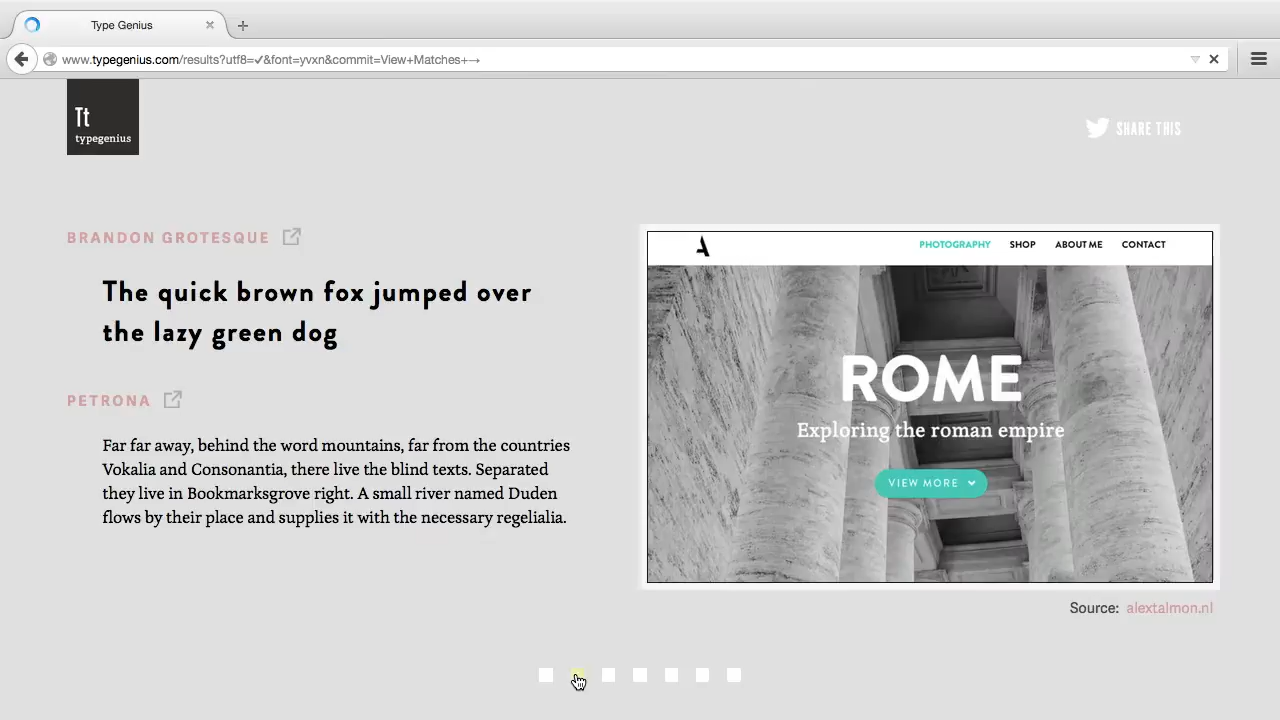 Type Genius
www.typegenius.com/results?utf8=✓&font=yvxn&commit=View+Matches+→
Tt
typegenius
SHARE THIS
BRANDON GROTESQUE
The quick brown fox jumped over
the lazy green dog
PETRONA
Far far away, behind the word mountains, far from the countries
Vokalia and Consonantia, there live the blind texts. Separated
they live in Bookmarksgrove right. A small river named Duden
flows by their place and supplies it with the necessary regelialia.
PHOTOGRAPHY SHOP ABOUT ME CONTACT
ROME
Exploring the roman empire
VIEW MORE
Source: alextalmon.nl